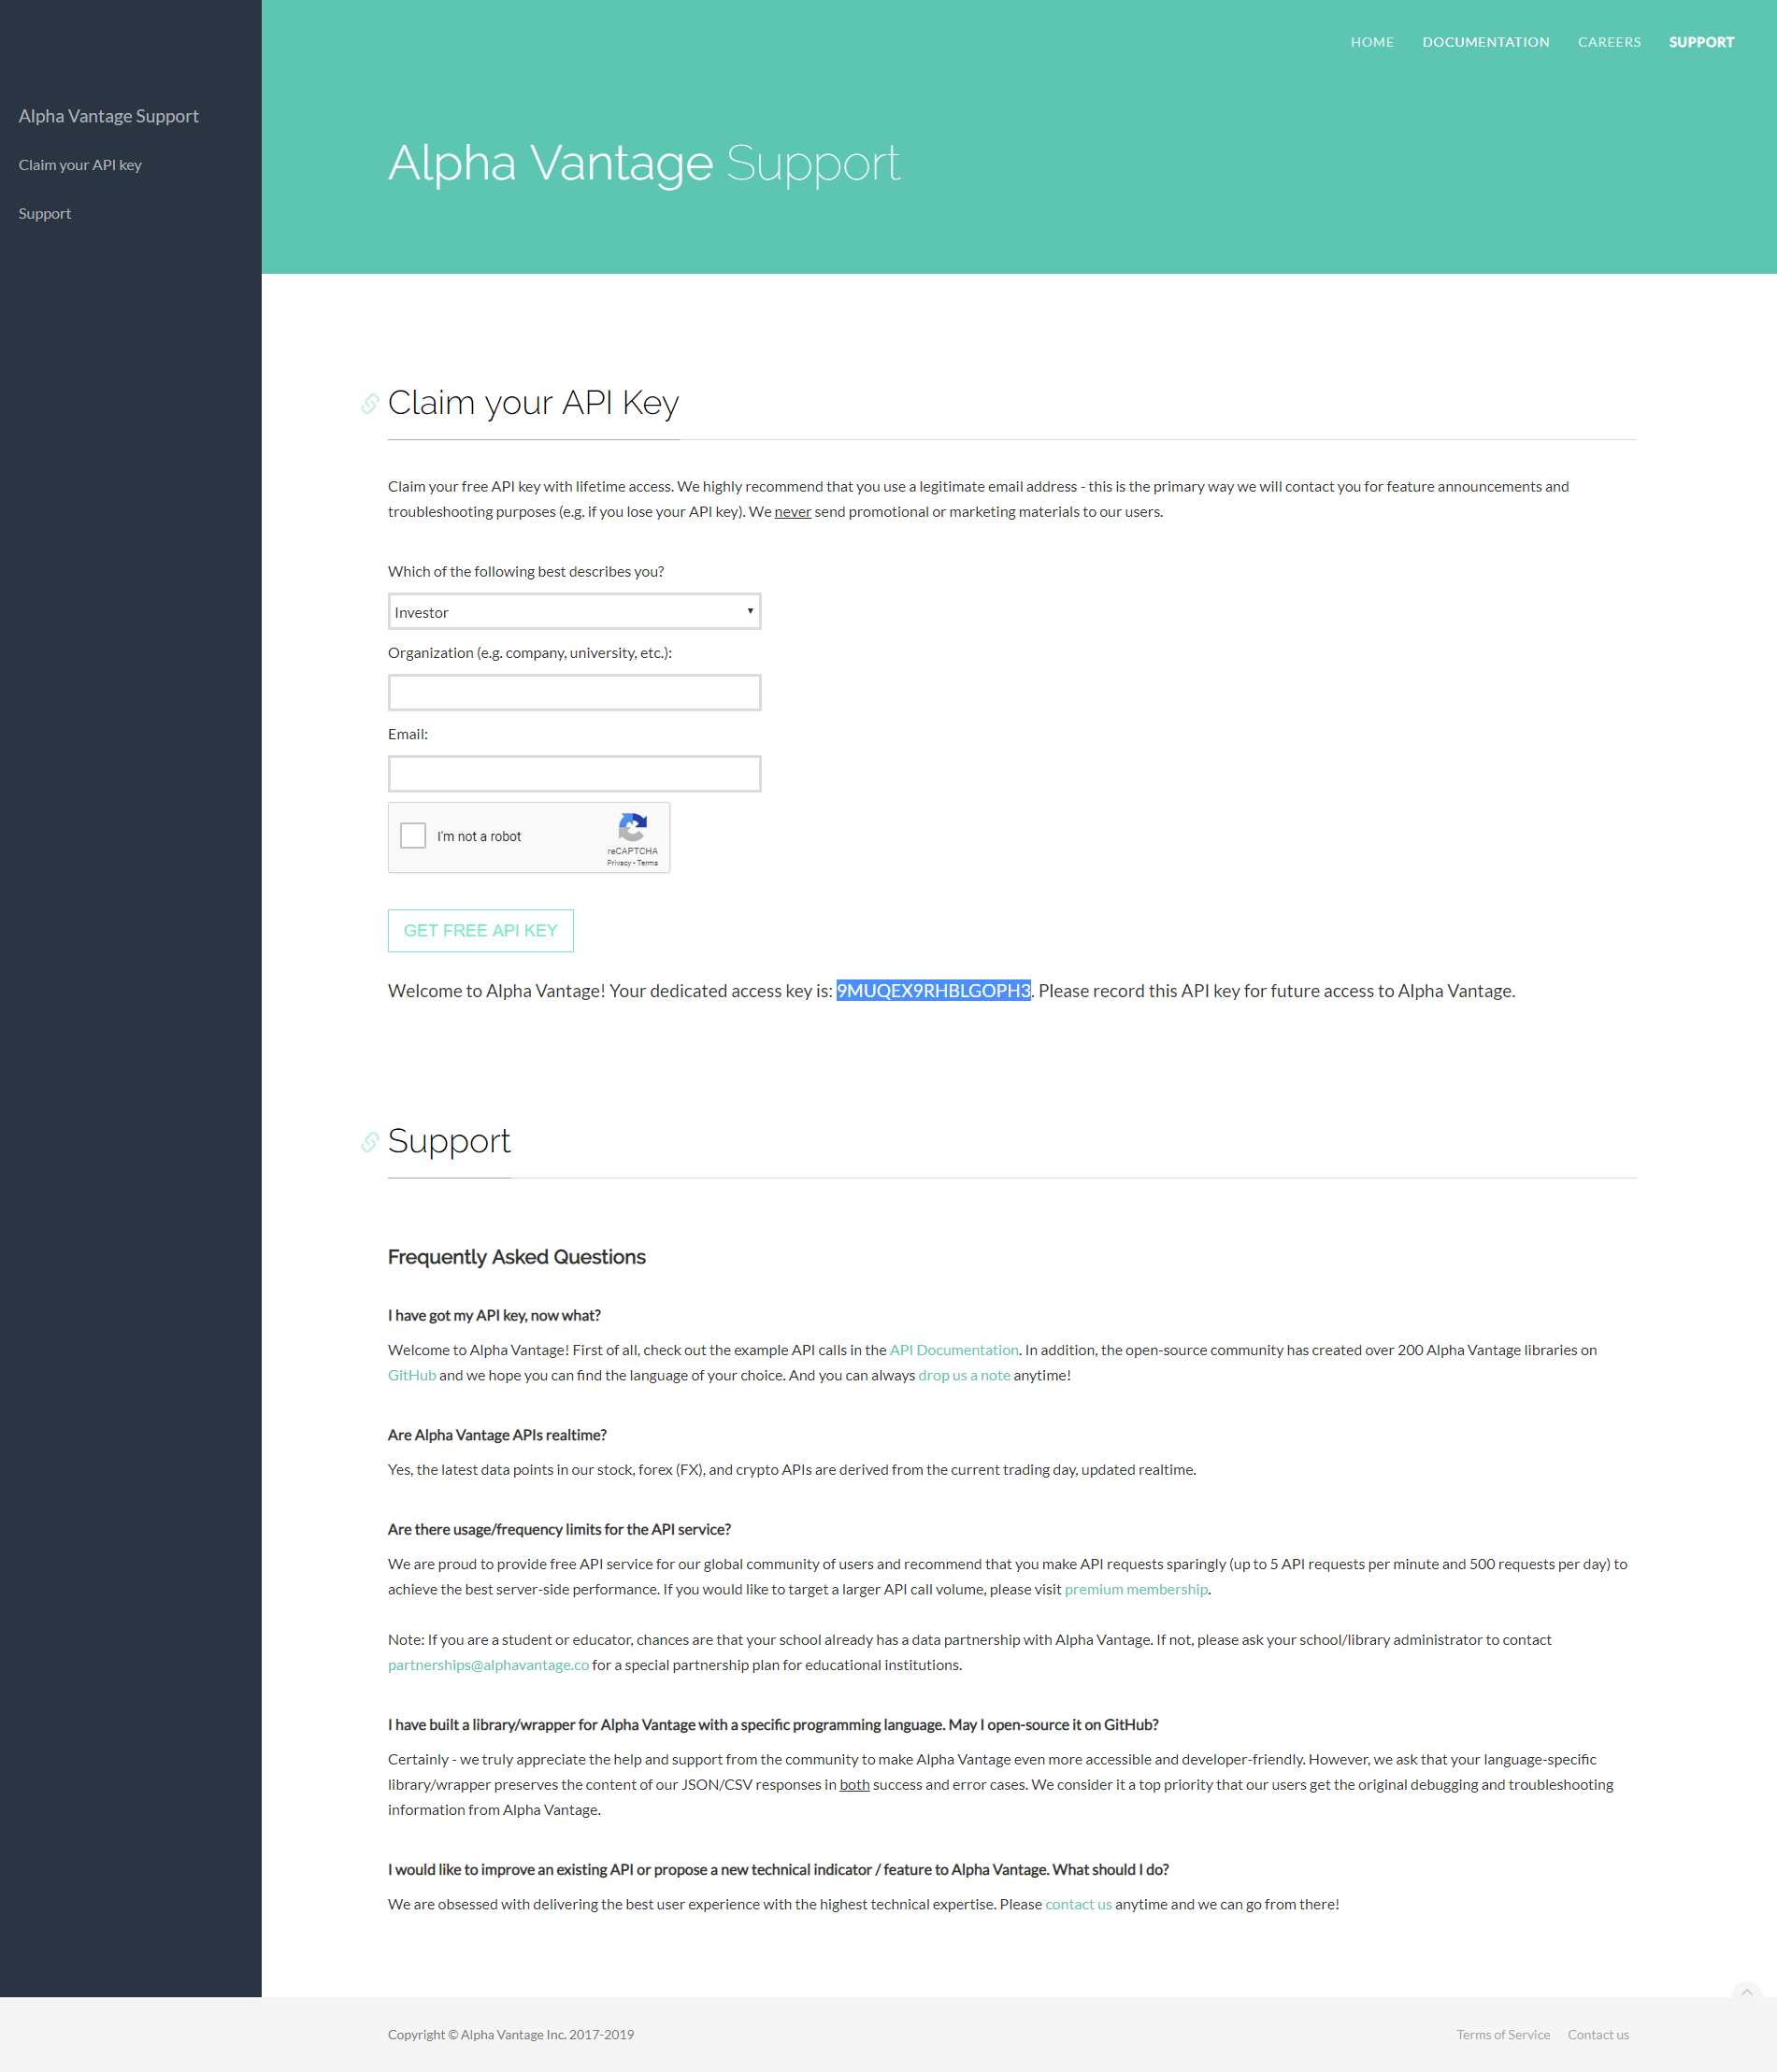 HOME DOCUMENTATION CAREERS SUPPORT
Alpha Vantage Support
Claim your API key
Support
Alpha Vantage Support
Claim your API Key
Claim your free API key with lifetime access. We highly recommend that you use a legitimate email address - this is the primary way we will contact you for feature announcements and
troubleshooting purposes (e.g. if you lose your API key). We never send promotional or marketing materials to our users.
Which of the following best describes you?
Investor
Organization (e.g. company, university, etc.):
Email:
I'm not a robot
reCAPTCHA
Privacy - Terms
GET FREE API KEY
Welcome to Alpha Vantage! Your dedicated access key is: 9MUQEX9RHBLGOPH3. Please record this API key for future access to Alpha Vantage.
Support
Frequently Asked Questions
I have got my API key, now what?
Welcome to Alpha Vantage! First of all, check out the example API calls in the API Documentation. In addition, the open-source community has created over 200 Alpha Vantage libraries on
GitHub and we hope you can find the language of your choice. And you can always drop us a note anytime!
Are Alpha Vantage APIs realtime?
Yes, the latest data points in our stock, forex (FX), and crypto APIs are derived from the current trading day, updated realtime.
Are there usage/frequency limits for the API service?
We are proud to provide free API service for our global community of users and recommend that you make API requests sparingly (up to 5 API requests per minute and 500 requests per day) to
achieve the best server-side performance. If you would like to target a larger API call volume, please visit premium membership.
Note: If you are a student or educator, chances are that your school already has a data partnership with Alpha Vantage. If not, please ask your school/library administrator to contact
partnerships@alphavantage.co for a special partnership plan for educational institutions.
I have built a library/wrapper for Alpha Vantage with a specific programming language. May I open-source it on GitHub?
Certainly - we truly appreciate the help and support from the community to make Alpha Vantage even more accessible and developer-friendly. However, we ask that your language-specific
library/wrapper preserves the content of our JSON/CSV responses in both success and error cases. We consider it a top priority that our users get the original debugging and troubleshooting
information from Alpha Vantage.
I would like to improve an existing API or propose a new technical indicator / feature to Alpha Vantage. What should I do?
We are obsessed with delivering the best user experience with the highest technical expertise. Please contact us anytime and we can go from there!
Copyright © Alpha Vantage Inc. 2017-2019
Terms of Service Contact us